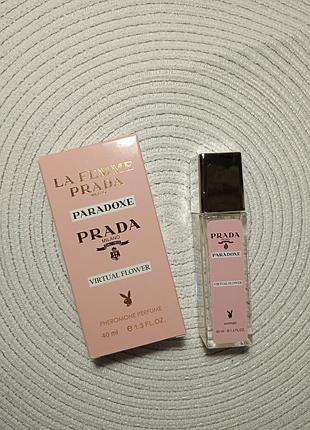 LA FEMME
PRADA
PARADOXE
PRADA
MILANO
VIRTUAL FLOWER
PHEROMONE PERFUME
40 ml ℮ 1.3 FL.OZ.
PRADA
MILANO
PARADOXE
VIRTUAL FLOWER